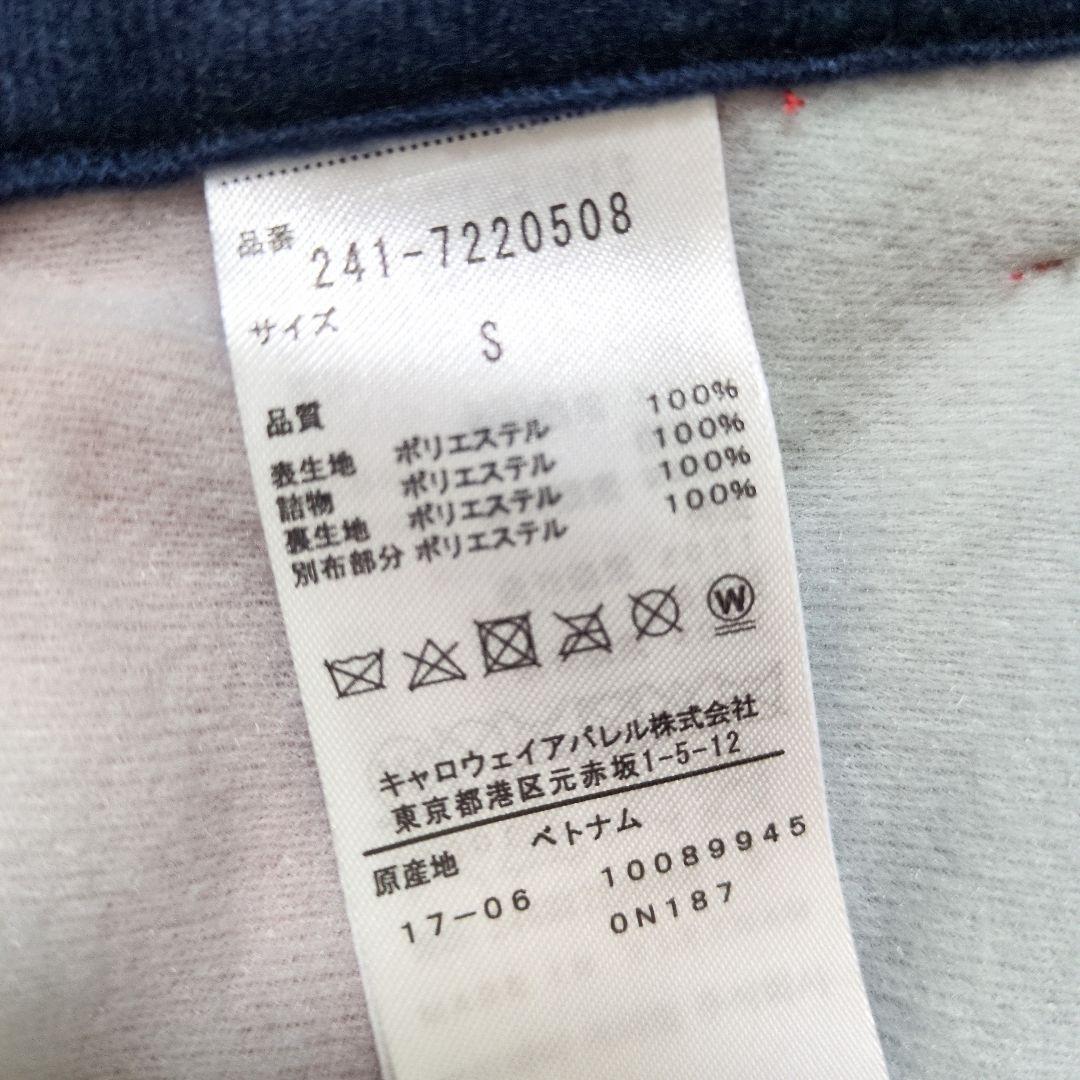 品番 241-7220508
サイズ S
品質
表生地 ポリエステル 100%
詰物 ポリエステル 100%
裏生地 ポリエステル 100%
別布部分 ポリエステル 100%
W
キャロウェイアパレル株式会社
東京都港区元赤坂1-5-12
原産地 ベトナム
17-06 10089945
0N187